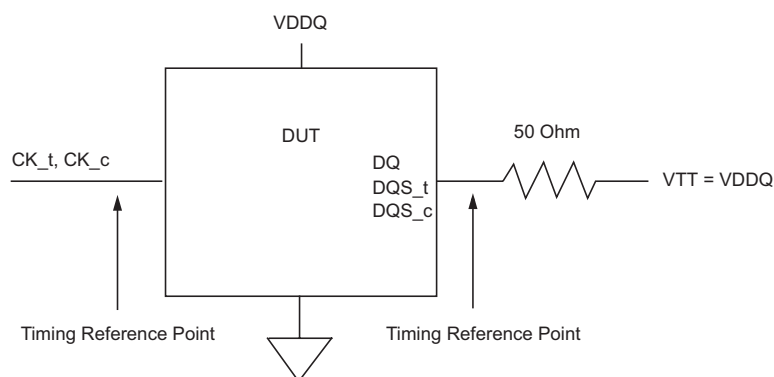 VDDQ
DUT
50 Ohm
CK_t, CK_c
DQ
DQS_t
DQS_c
VTT = VDDQ
Timing Reference Point
Timing Reference Point